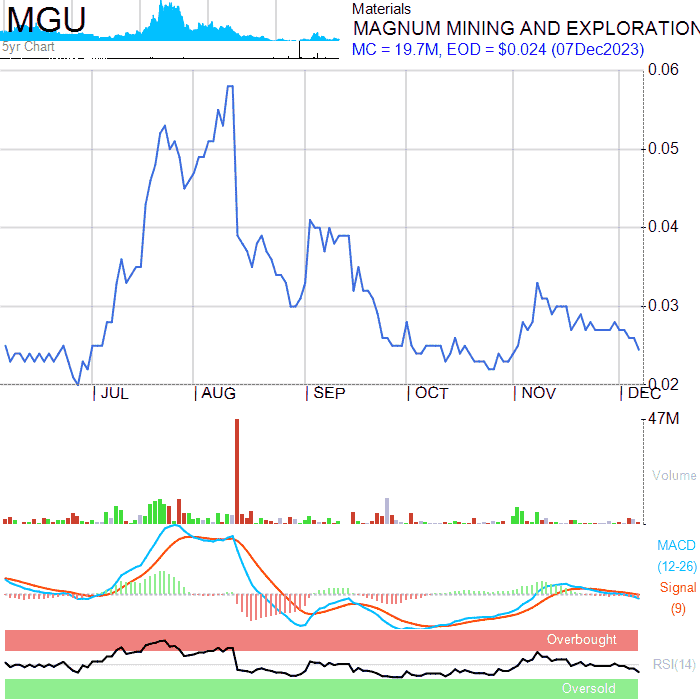 MGU
5yr Chart
Materials
MAGNUM MINING AND EXPLORATION
MC = 19.7M, EOD = $0.024 (07Dec2023)
0.06
0.05
0.04
0.03
0.02
JUL AUG SEP OCT NOV DEC
47M
Volume
MACD
(12-26)
Signal
(9)
Overbought
RSI(14)
Oversold